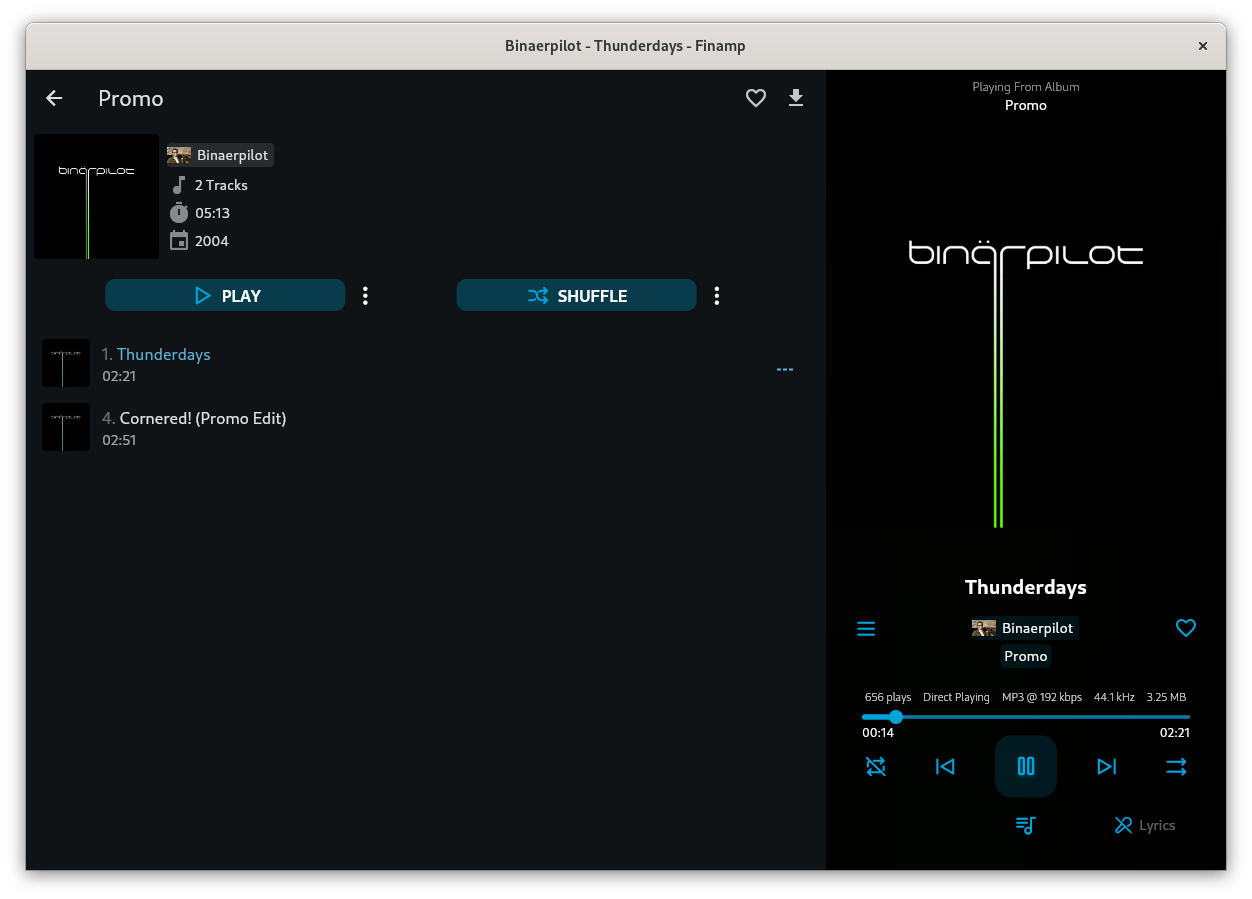 Binaerpilot - Thunderdays - Finamp
Promo
binärpilot
Binaerpilot
2 Tracks
05:13
2004
PLAY
SHUFFLE
1. Thunderdays
02:21
4. Cornered! (Promo Edit)
02:51
Playing From Album
Promo
binärpilot
Thunderdays
Binaerpilot
Promo
656 plays Direct Playing MP3 @ 192 kbps 44.1 kHz 3.25 MB
00:14 02:21
Lyrics